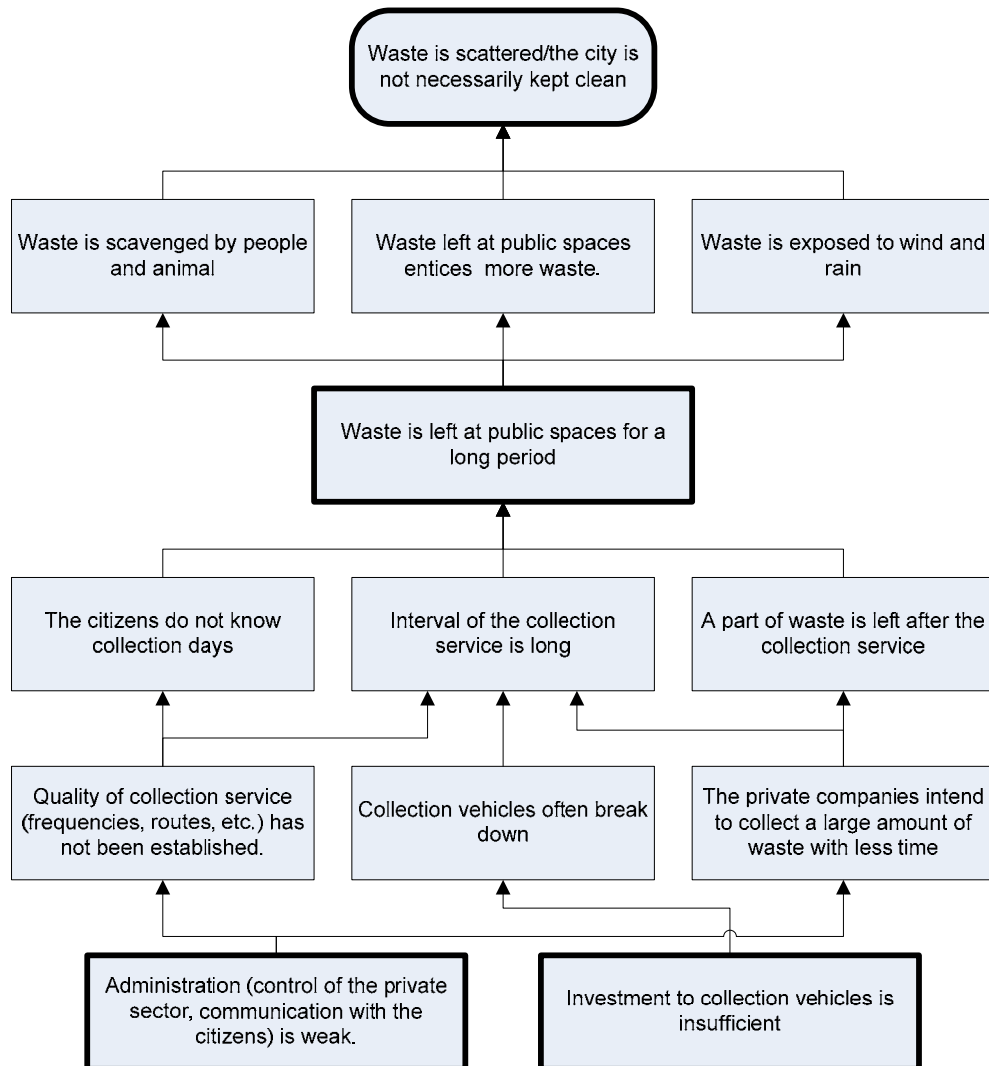 Waste is scattered/the city is
not necessarily kept clean
Waste is scavenged by people
and animal
Waste left at public spaces
entices more waste.
Waste is exposed to wind and
rain
Waste is left at public spaces for a
long period
The citizens do not know
collection days
Interval of the collection
service is long
A part of waste is left after the
collection service
Quality of collection service
(frequencies, routes, etc.) has
not been established.
Collection vehicles often break
down
The private companies intend
to collect a large amount of
waste with less time
Administration (control of the private
sector, communication with the
citizens) is weak.
Investment to collection vehicles is
insufficient